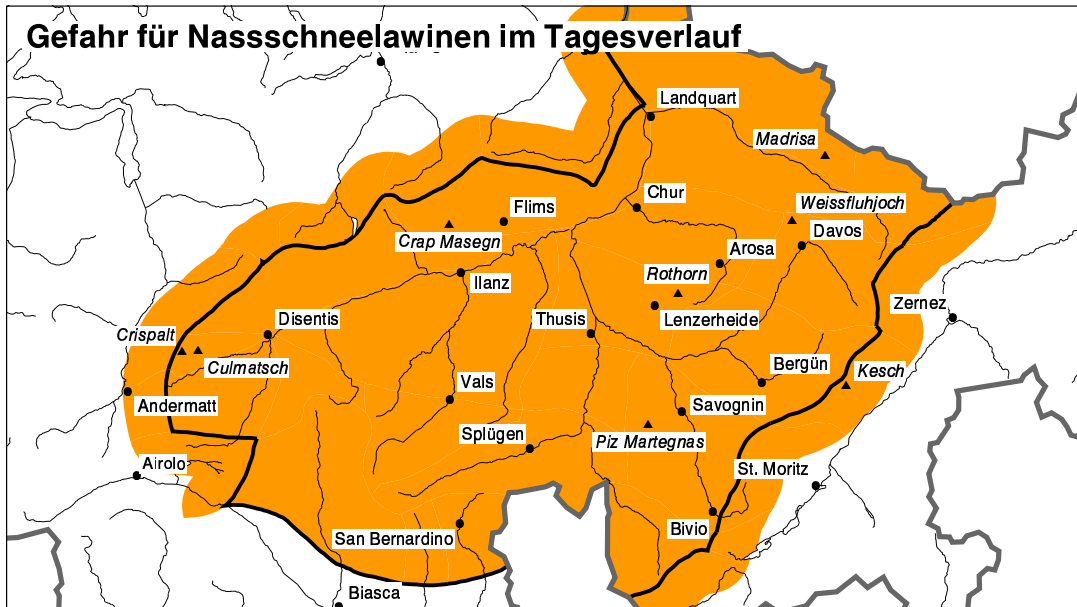 Gefahr für Nassschneelawinen im Tagesverlauf
Landquart
Madrisa
Chur
Weissfluhjoch
Flims
Davos
Crap Masegn
Arosa
Rothorn
Ilanz
Zernez
Disentis
Thusis
Lenzerheide
Crispalt
Culmatsch
Bergün
Kesch
Vals
Andermatt
Savognin
Splügen
Piz Martegnas
Airolo
St. Moritz
Bivio
San Bernardino
Biasca